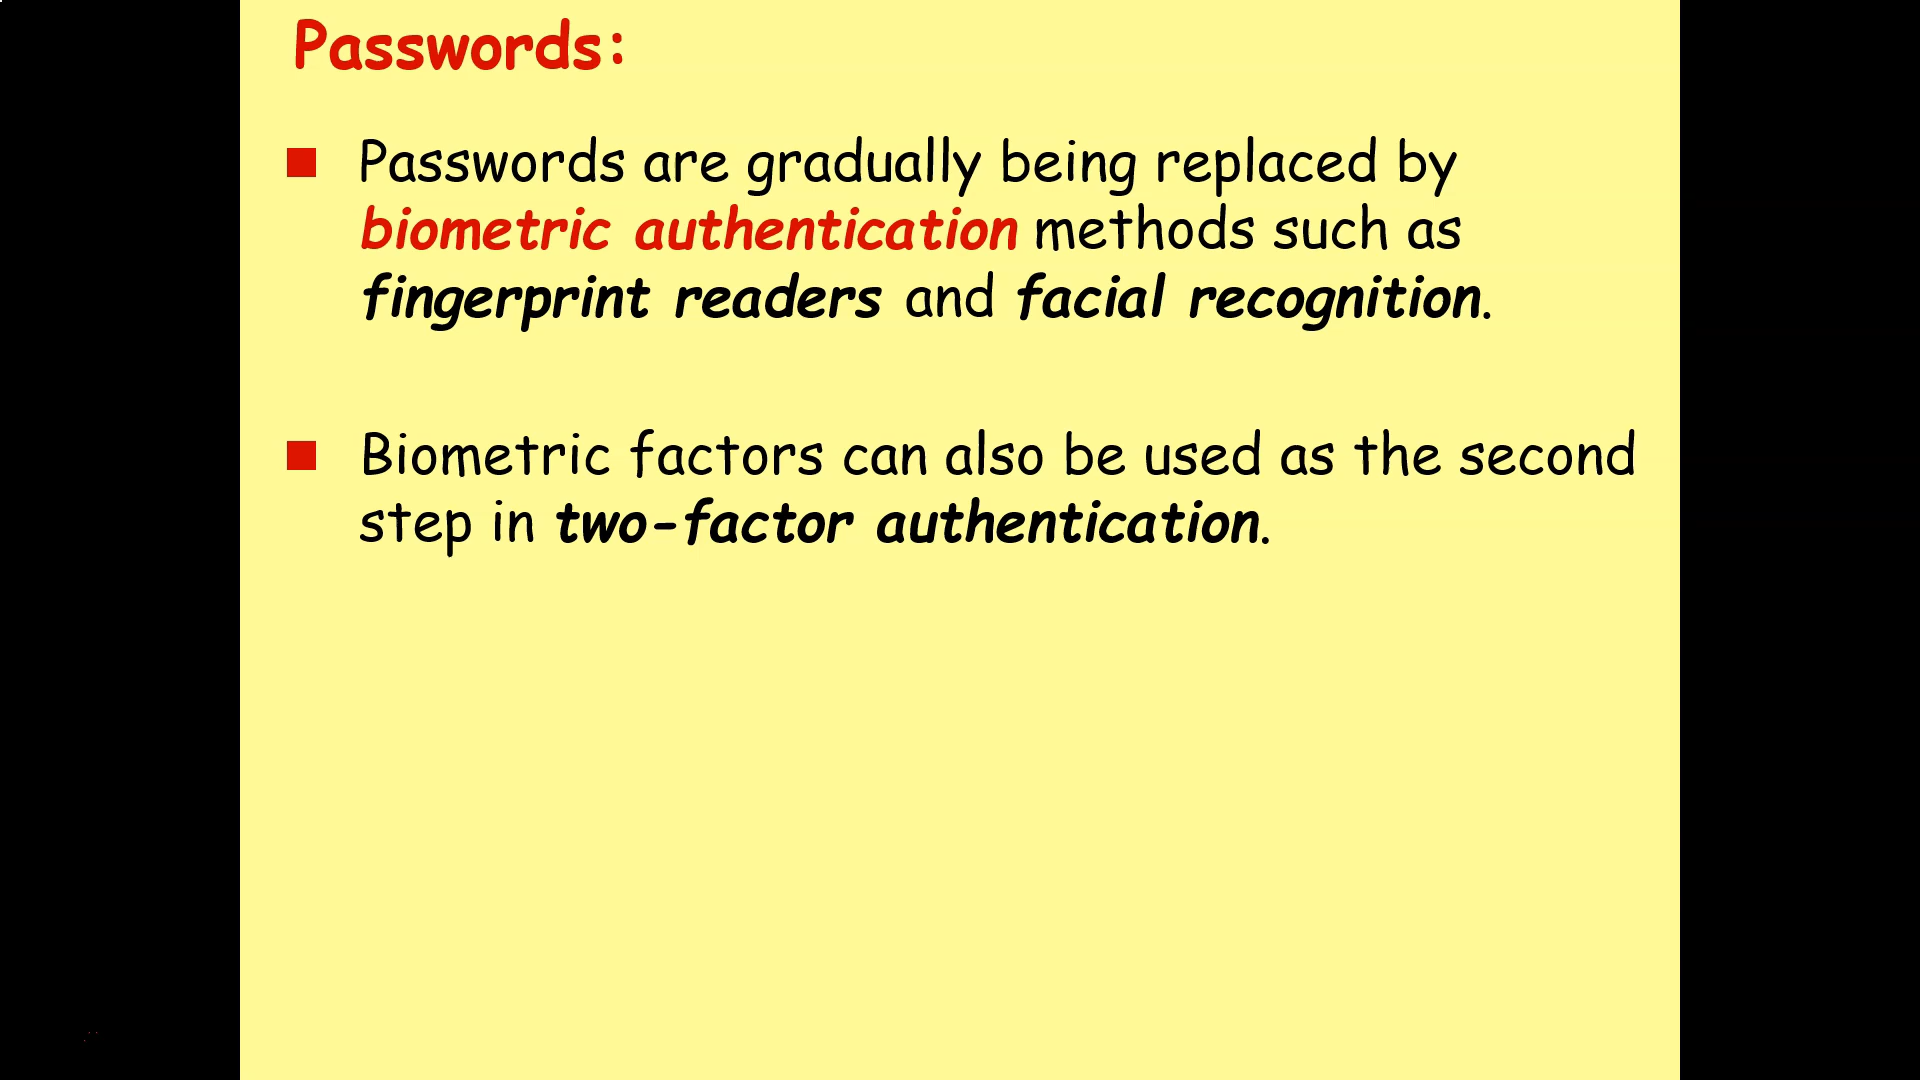 Passwords:
Passwords are gradually being replaced by
biometric authentication methods such as
fingerprint readers and facial recognition.
Biometric factors can also be used as the second
step in two-factor authentication.